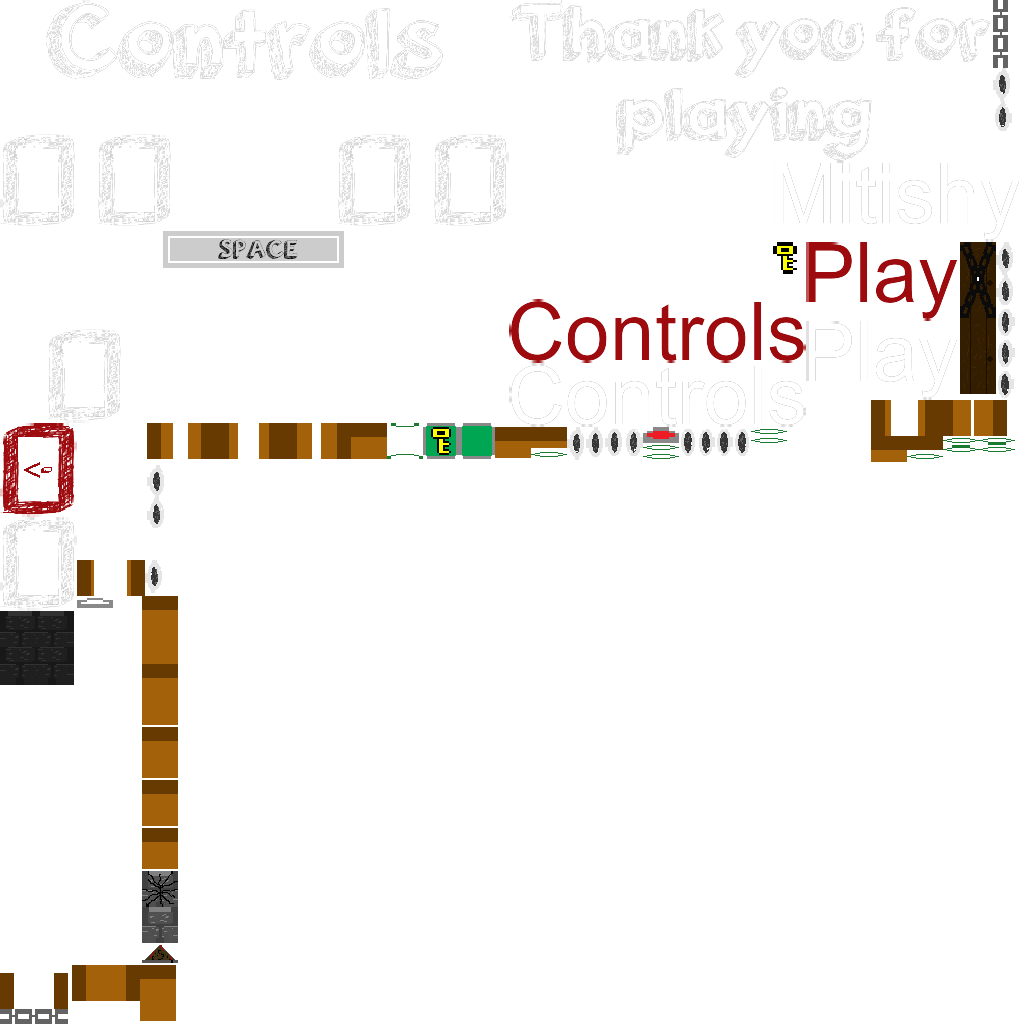 Controls
Thank you for
playing
Mitishy
SPACE
Play
Controls
Play
Controls